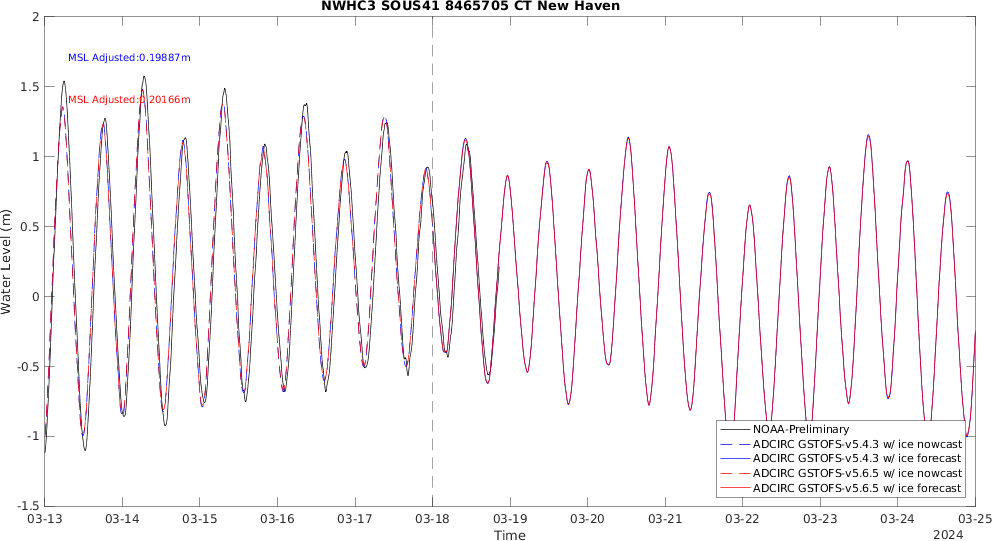 NWHC3 SOUS41 8465705 CT New Haven
2
1.5
1
0.5
0
-0.5
-1
-1.5
Water Level (m)
MSL Adjusted:0.19887m
MSL Adjusted:0.20166m
NOAA-Preliminary
ADCIRC GSTOFS-v5.4.3 w/ ice nowcast
ADCIRC GSTOFS-v5.4.3 w/ ice forecast
ADCIRC GSTOFS-v5.6.5 w/ ice nowcast
ADCIRC GSTOFS-v5.6.5 w/ ice forecast
03-13 03-14 03-15 03-16 03-17 03-18 03-19 03-20 03-21 03-22 03-23 03-24 03-25
Time
2024